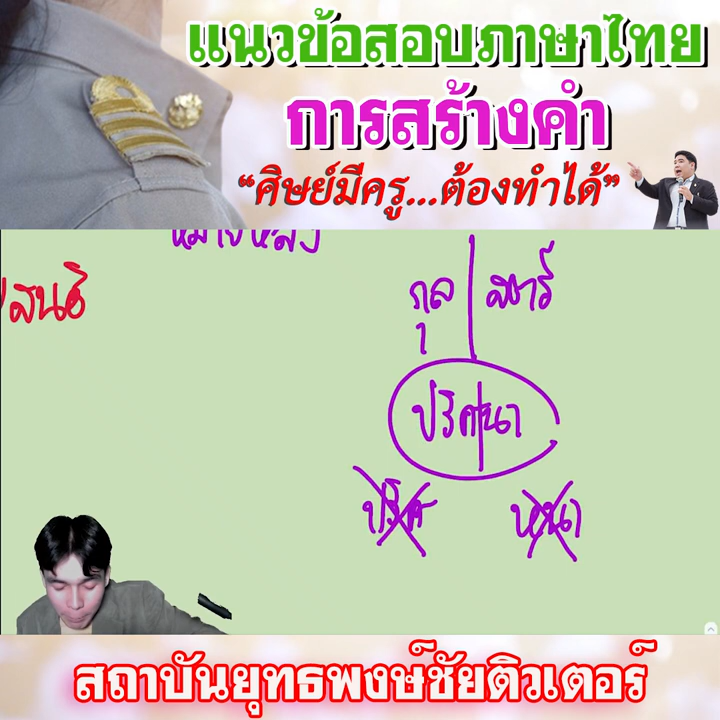 แนวข้อสอบภาษาไทย
การสร้างคำ
“ศิษย์มีครู...ต้องทำได้”
กุล สตรี
1
ปริศนา
ปริศ
สถาบันยุทธพงษ์ชัยติวเตอร์